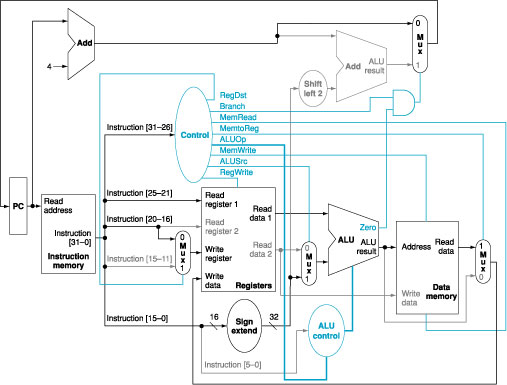 0
M
u
x
1
Add
ALU
result
Add
4
Shift
left 2
RegDst
Branch
MemRead
MemtoReg
ALUOp
MemWrite
ALUSrc
RegWrite
Control
Instruction [31–26]
Instruction [25–21]
Instruction [20–16]
Instruction [15–11]
Instruction [15–0]
Instruction [5–0]
PC
Read
address
Instruction
[31–0]
Instruction
memory
0
M
u
x
1
Read
register 1
Read
register 2
Write
register
Write
data
Read
data 1
Read
data 2
Registers
0
M
u
x
1
Zero
ALU
ALU
result
Address
Read
data
Write
data
Data
memory
1
M
u
x
0
16
Sign
extend
32
ALU
control